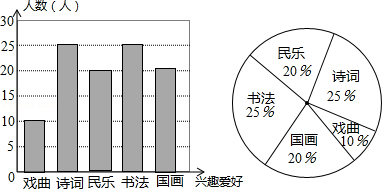 人数（人）
30
25
20
15
10
5
0
戏曲 诗词 民乐 书法 国画 兴趣爱好
民乐
20%
诗词
25%
书法
25%
戏曲
10%
国画
20%